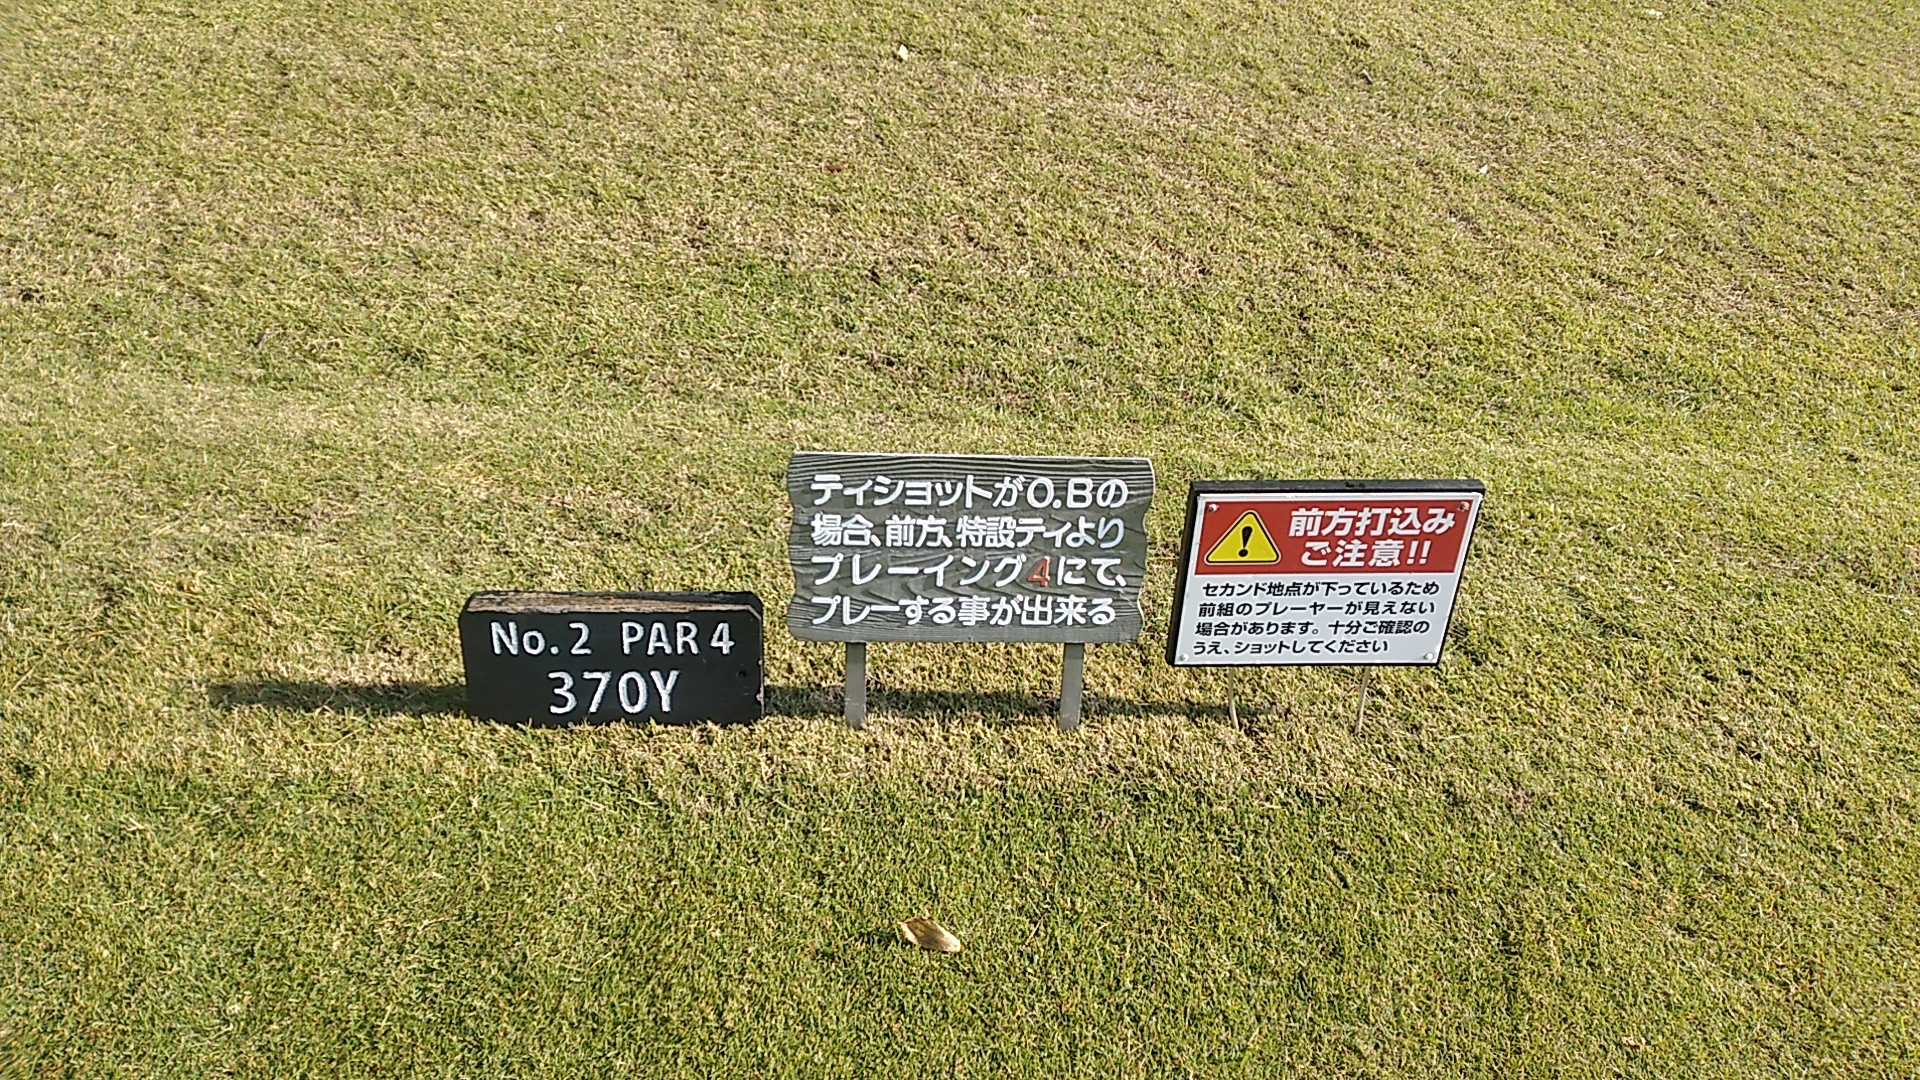 No.2 PAR 4
370Y
ティショットがO.Bの
場合、前方、特設ティより
プレーイング4にて、
プレーする事が出来る
前方打込み
ご注意!!
セカンド地点が下っているため
前組のプレーヤーが見えない
場合があります。十分ご確認の
うえ、ショットしてください